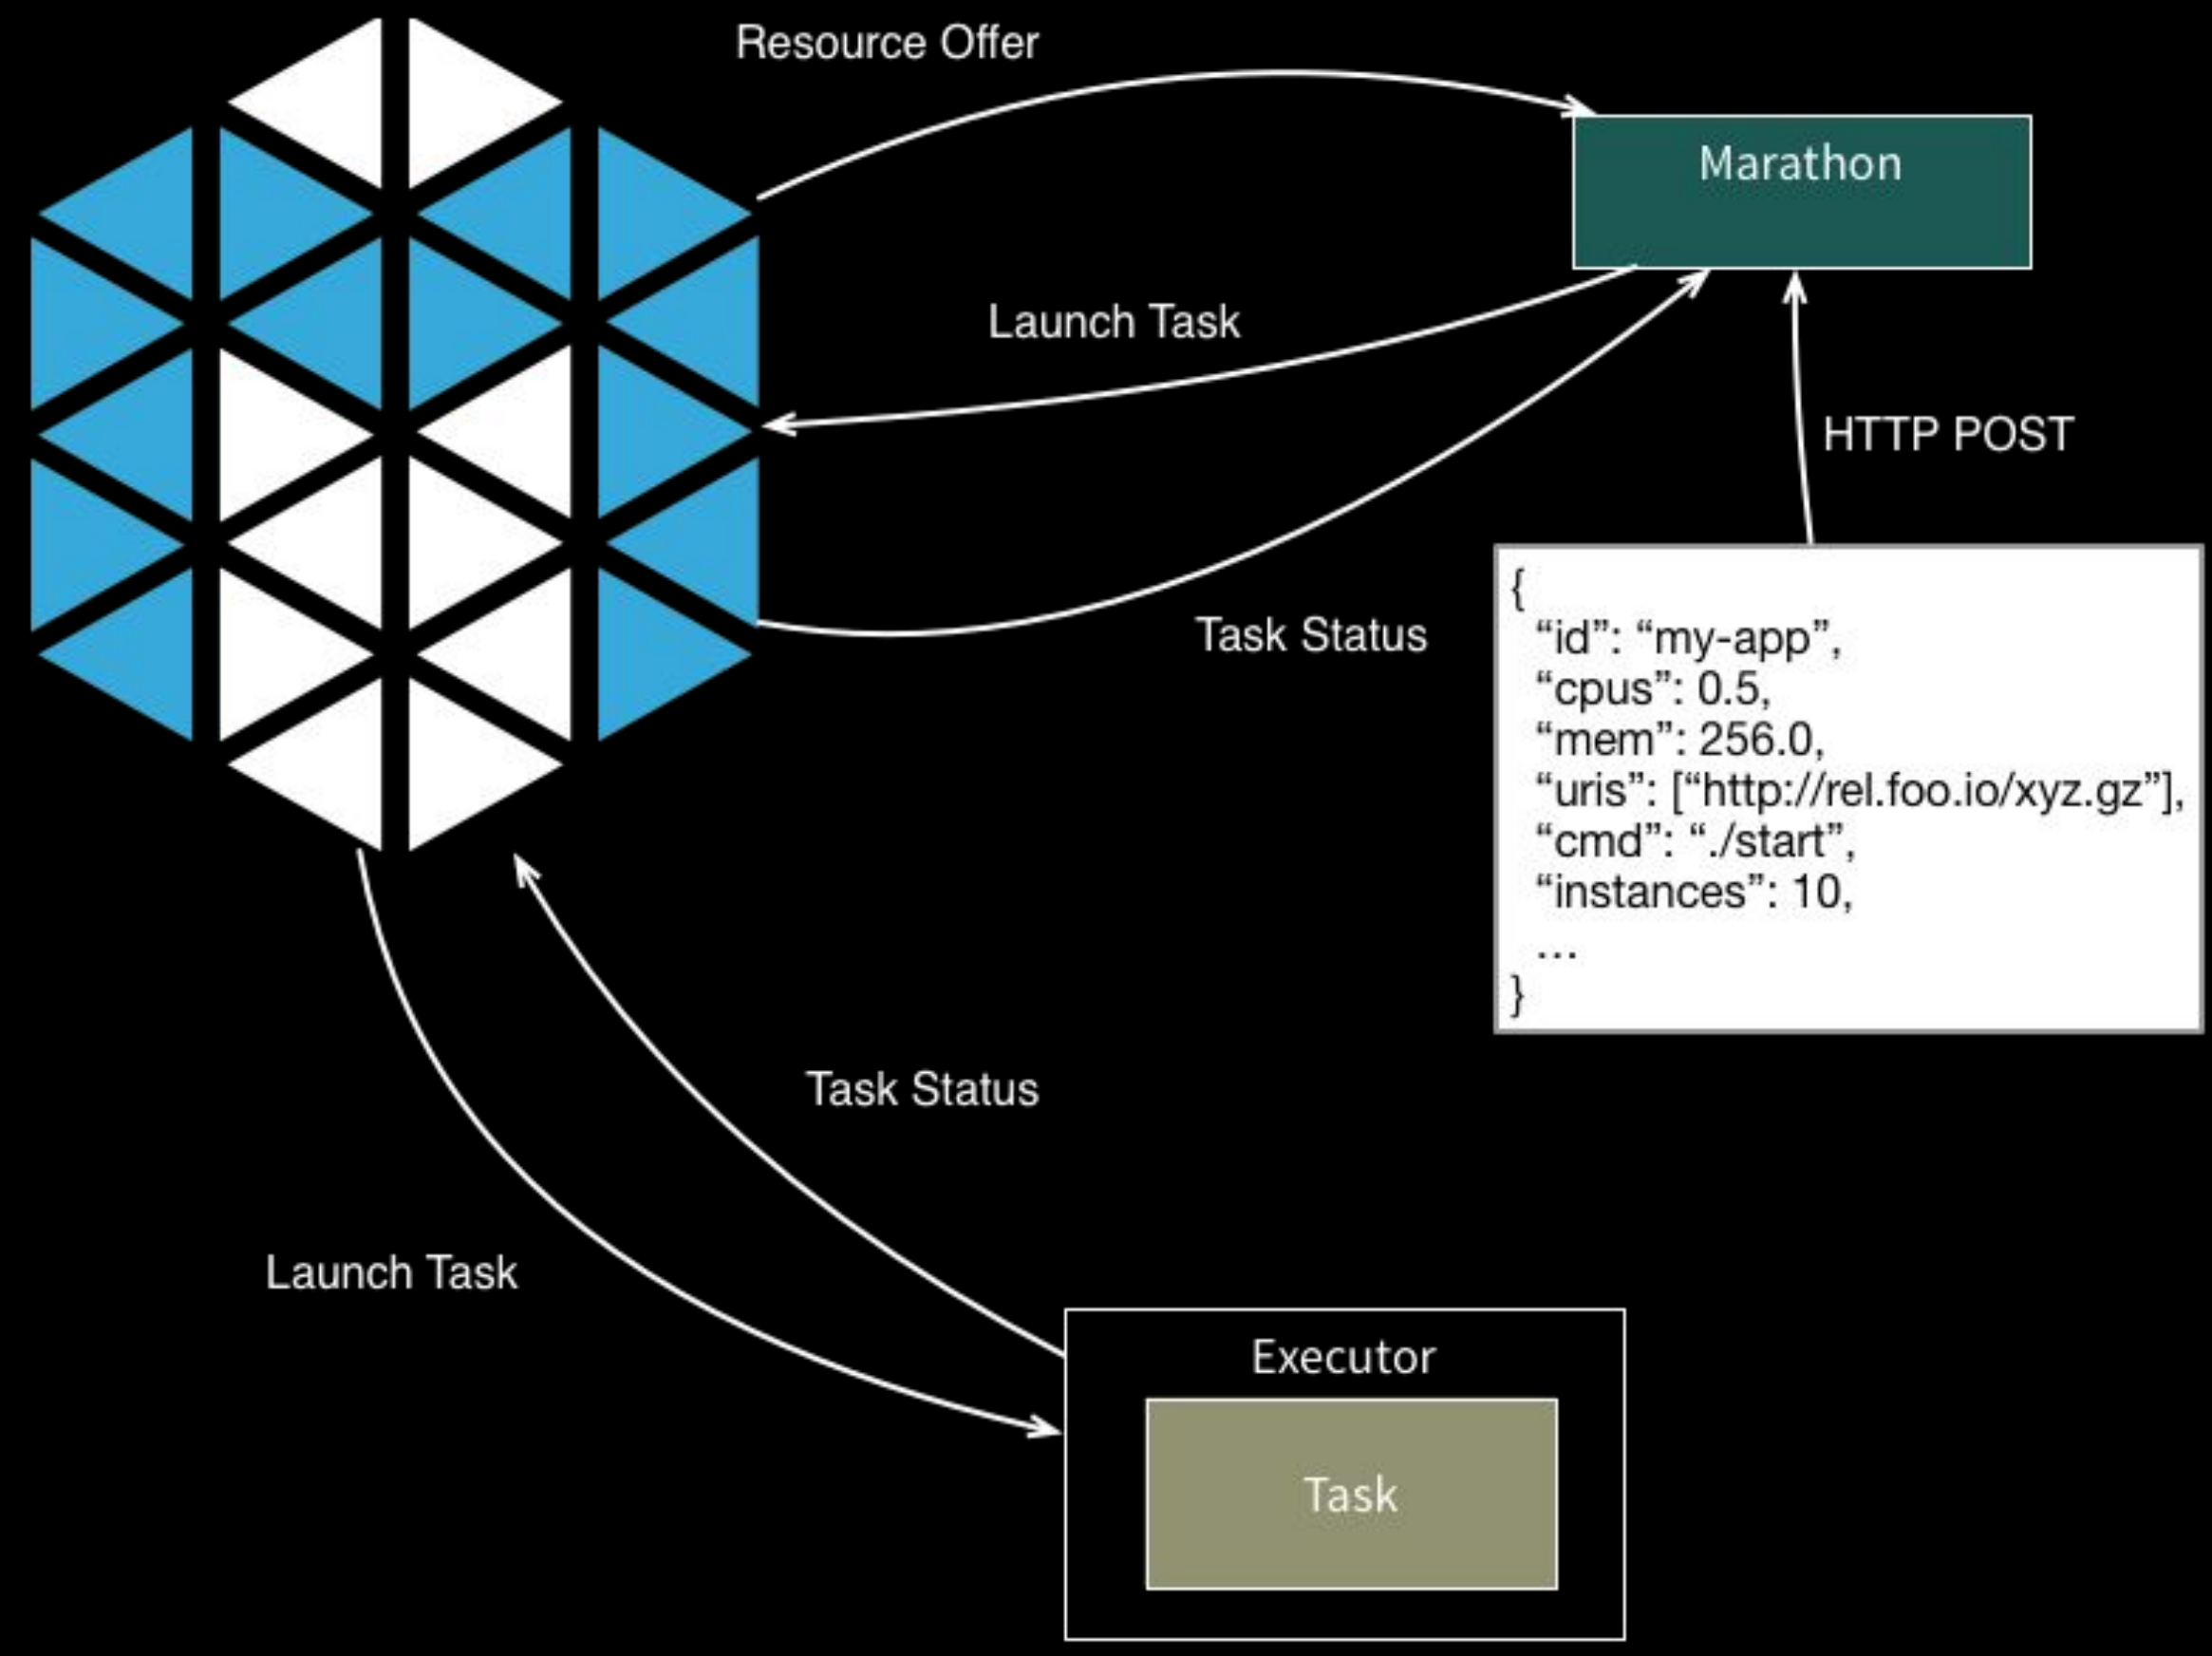 Resource Offer
Marathon
Launch Task
HTTP POST
Task Status
{
“id”: “my-app”,
“cpus”: 0.5,
“mem”: 256.0,
“uris”: [“http://rel.foo.io/xyz.gz”],
“cmd”: “./start”,
“instances”: 10,
...
}
Task Status
Launch Task
Executor
Task